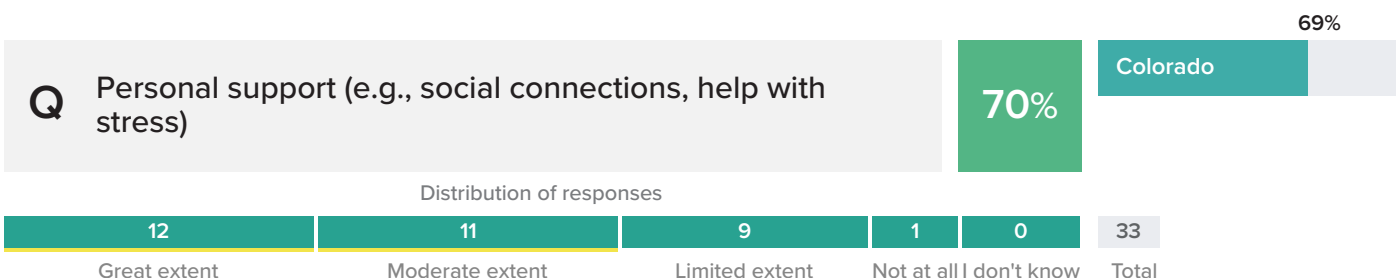 69%
Q Personal support (e.g., social connections, help with
stress)
70%
Colorado
Distribution of responses
12 11 9 1 0 33
Great extent Moderate extent Limited extent Not at all I don't know Total